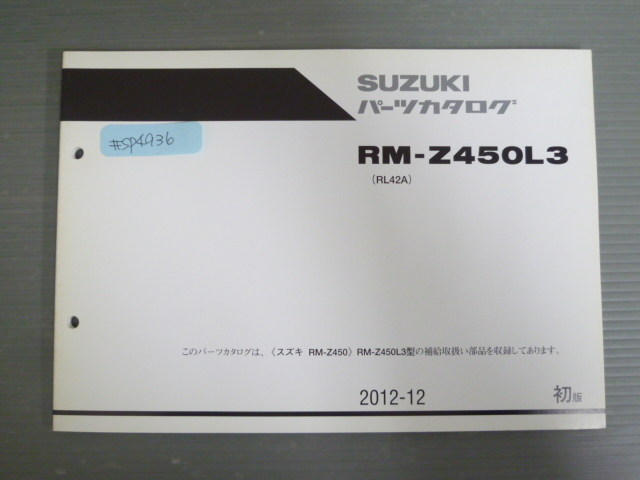 SUZUKI
パーツカタログ
#SP4936
RM-Z450L3
(RL42A)
このパーツカタログは、〈スズキ RM-Z450〉RM-Z450L3型の補給取扱い部品を収録してあります。
2012-12
初版